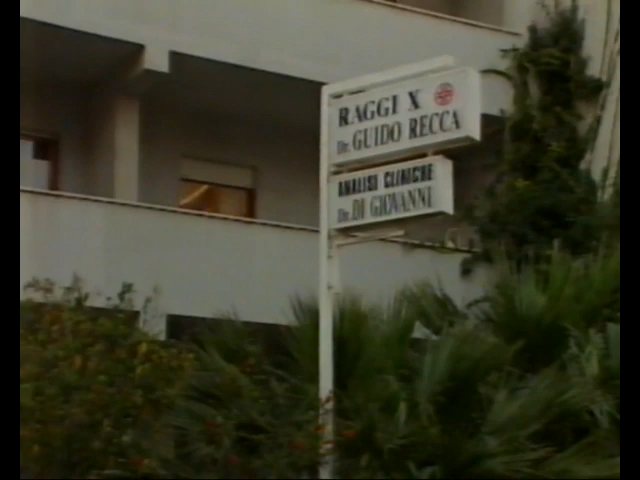 RAGGI X
Dr. GUIDO RECCA
ANALISI CLINICHE
Dr. DI GIOVANNI